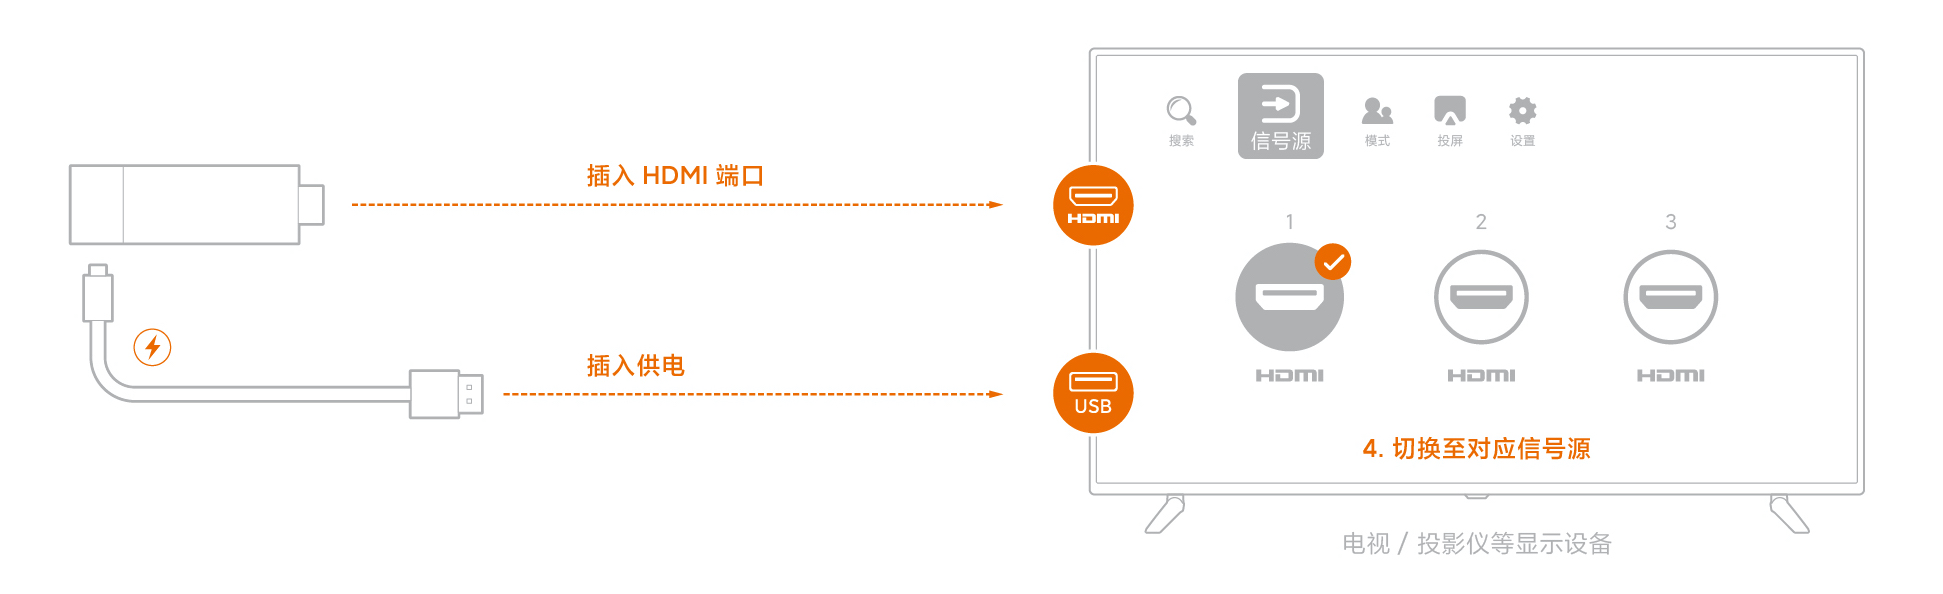 搜索
信号源
模式
投屏
设置
插入 HDMI 端口
HDMI
1
2
3
HDMI
HDMI
HDMI
插入供电
USB
4. 切换至对应信号源
电视 / 投影仪等显示设备